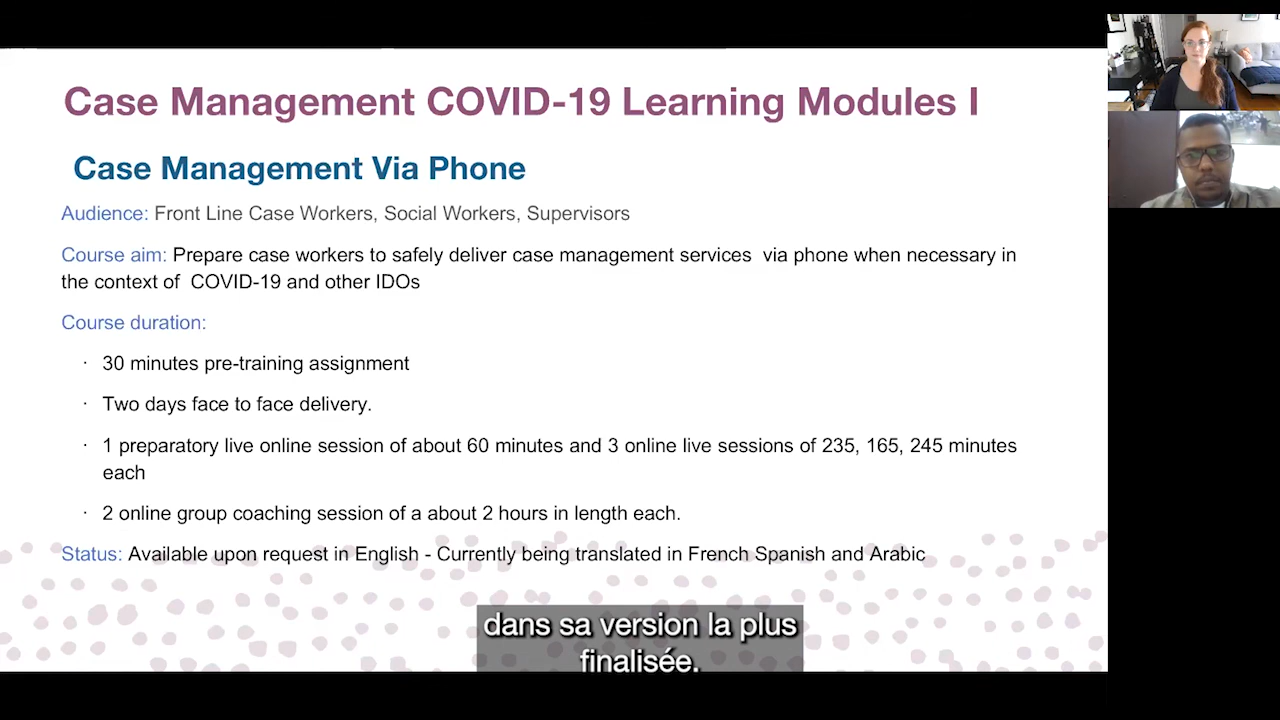 Case Management COVID-19 Learning Modules I
Case Management Via Phone
Audience: Front Line Case Workers, Social Workers, Supervisors
Course aim: Prepare case workers to safely deliver case management services via phone when necessary in
the context of COVID-19 and other IDOs
Course duration:
· 30 minutes pre-training assignment
· Two days face to face delivery.
· 1 preparatory live online session of about 60 minutes and 3 online live sessions of 235, 165, 245 minutes
each
· 2 online group coaching session of a about 2 hours in length each.
Status: Available upon request in English - Currently being translated in French Spanish and Arabic
dans sa version la plus
finalisée.